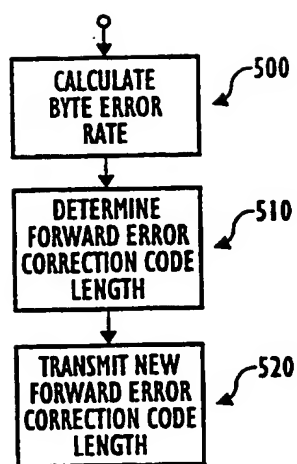 CALCULATE
BYTE ERROR
RATE
500
DETERMINE
FORWARD ERROR
CORRECTION CODE
LENGTH
510
TRANSMIT NEW
FORWARD ERROR
CORRECTION CODE
LENGTH
520